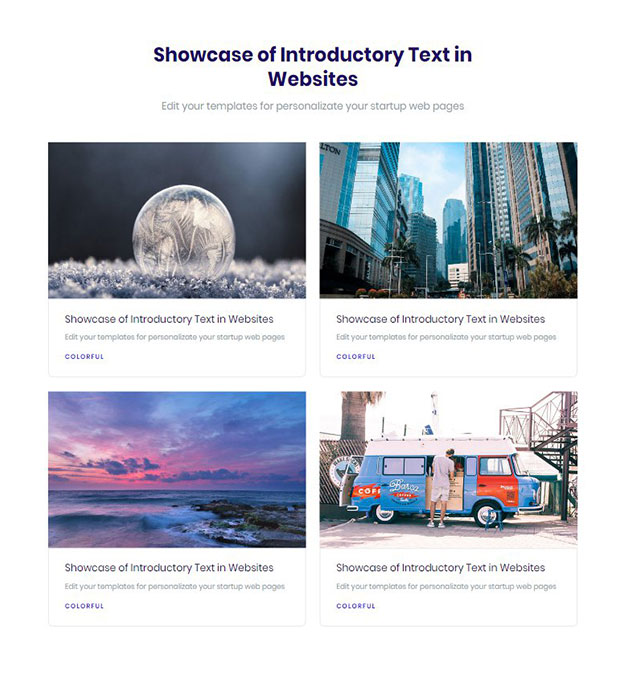 Showcase of Introductory Text in
Websites
Edit your templates for personalizate your startup web pages
LTON
Showcase of Introductory Text in Websites
Edit your templates for personalizate your startup web pages
COLORFUL
Showcase of Introductory Text in Websites
Edit your templates for personalizate your startup web pages
COLORFUL
COFF
COFFEE
Showcase of Introductory Text in Websites
Edit your templates for personalizate your startup web pages
COLORFUL
Showcase of Introductory Text in Websites
Edit your templates for personalizate your startup web pages
COLORFUL